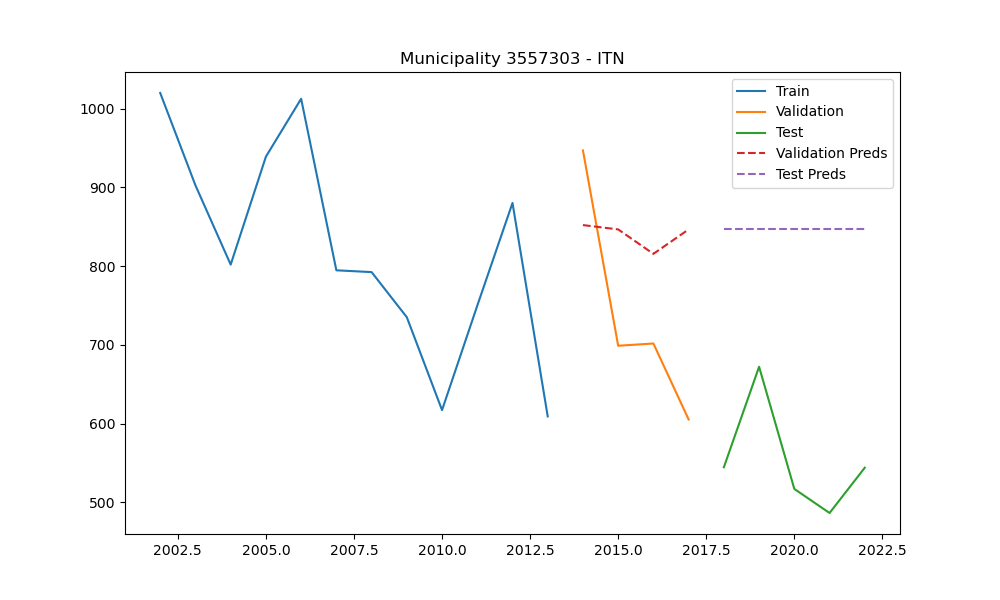 Municipality 3557303 - ITN
Train
Validation
Test
Validation Preds
Test Preds
1000
900
800
700
600
500
2002.5 2005.0 2007.5 2010.0 2012.5 2015.0 2017.5 2020.0 2022.5